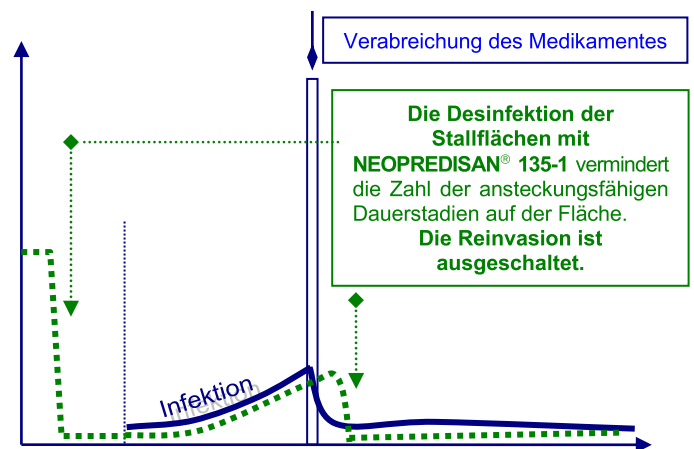 Verabreichung des Medikamentes
Die Desinfektion der
Stallflächen mit
NEOPREDISAN® 135-1 vermindert
die Zahl der ansteckungsfähigen
Dauerstadien auf der Fläche.
Die Reinvasion ist
ausgeschaltet.
Infektion